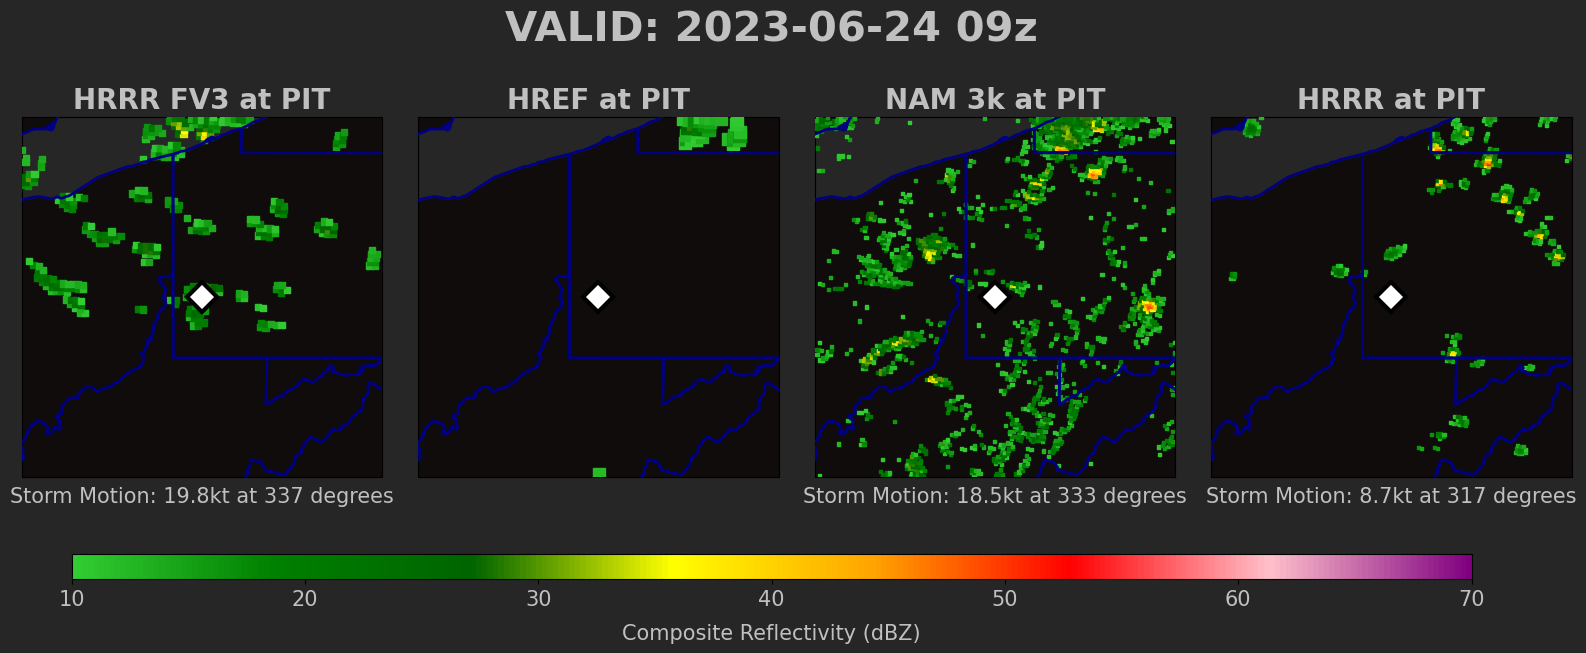 VALID: 2023-06-24 09z
HRRR FV3 at PIT
HREF at PIT
NAM 3k at PIT
HRRR at PIT
Storm Motion: 19.8kt at 337 degrees
Storm Motion: 18.5kt at 333 degrees
Storm Motion: 8.7kt at 317 degrees
10 20 30 40 50 60 70
Composite Reflectivity (dBZ)